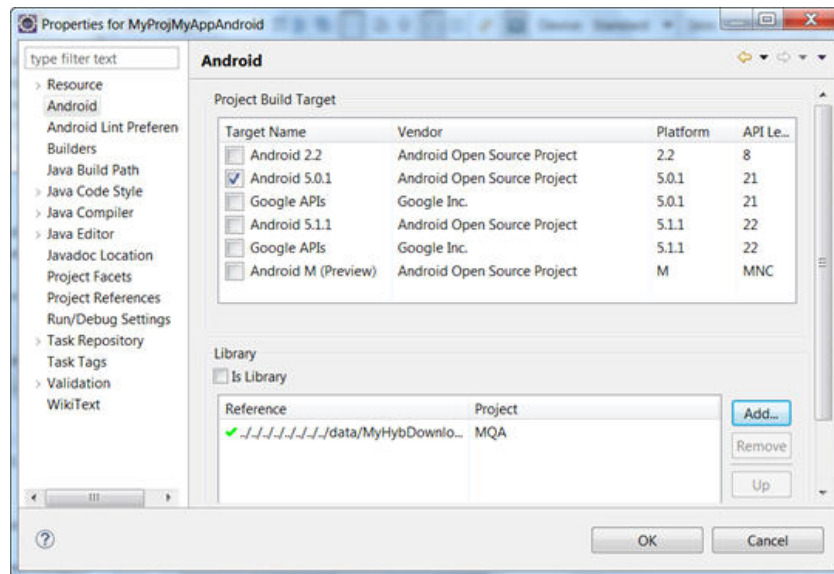 Properties for MyProjMyAppAndroid
type filter text
Resource
Android
Android Lint Preferen
Builders
Java Build Path
Java Code Style
Java Compiler
Java Editor
Javadoc Location
Project Facets
Project References
Run/Debug Settings
Task Repository
Task Tags
Validation
WikiText
Android
Project Build Target
Target Name Vendor Platform API Le...
Android 2.2 Android Open Source Project 2.2 8
Android 5.0.1 Android Open Source Project 5.0.1 21
Google APIs Google Inc. 5.0.1 21
Android 5.1.1 Android Open Source Project 5.1.1 22
Google APIs Google Inc. 5.1.1 22
Android M (Preview) Android Open Source Project M MNC
Library
Is Library
Reference Project
../../../../../../../../data/MyHybDownlo... MQA
Add...
Remove
Up
OK Cancel